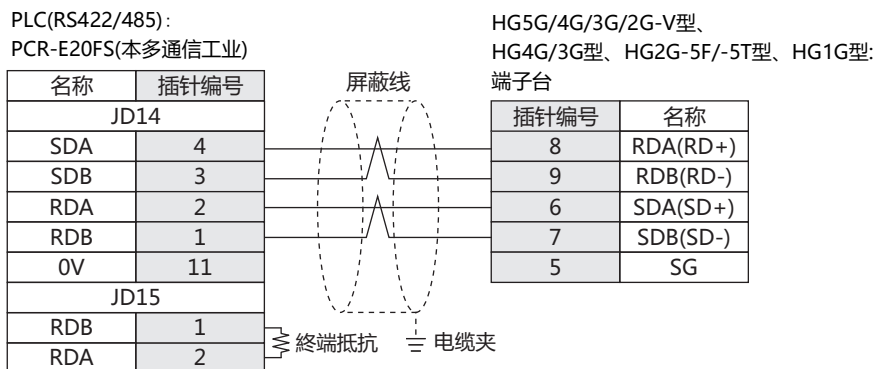 PLC(RS422/485):
PCR-E20FS(本多通信工业)
名称 插针编号
JD14
SDA 4
SDB 3
RDA 2
RDB 1
0V 11
JD15
RDB 1
RDA 2
屏蔽线
終端抵抗
电缆夹
HG5G/4G/3G/2G-V型、
HG4G/3G型、HG2G-5F/-5T型、HG1G型:
端子台
插针编号 名称
8 RDA(RD+)
9 RDB(RD-)
6 SDA(SD+)
7 SDB(SD-)
5 SG